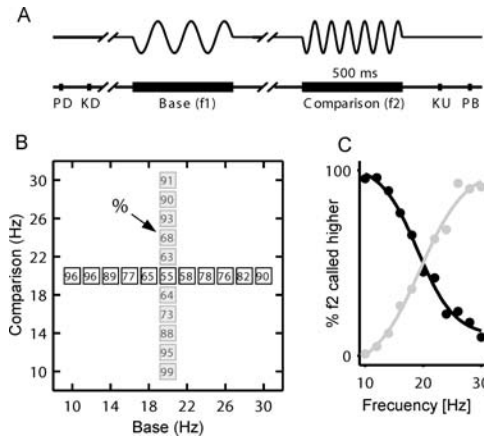 A
500 ms
PD KD Base (f1) Comparison (f2) KU PB
B
Comparison (Hz)
30
26
22
18
14
10
%
91
90
93
68
63
96 96 89 77 65 55 58 78 76 82 90
64
73
88
95
99
10 14 18 22 26 30
Base (Hz)
C
% f2 called higher
100
0
10 20 30
Frecuency [Hz]